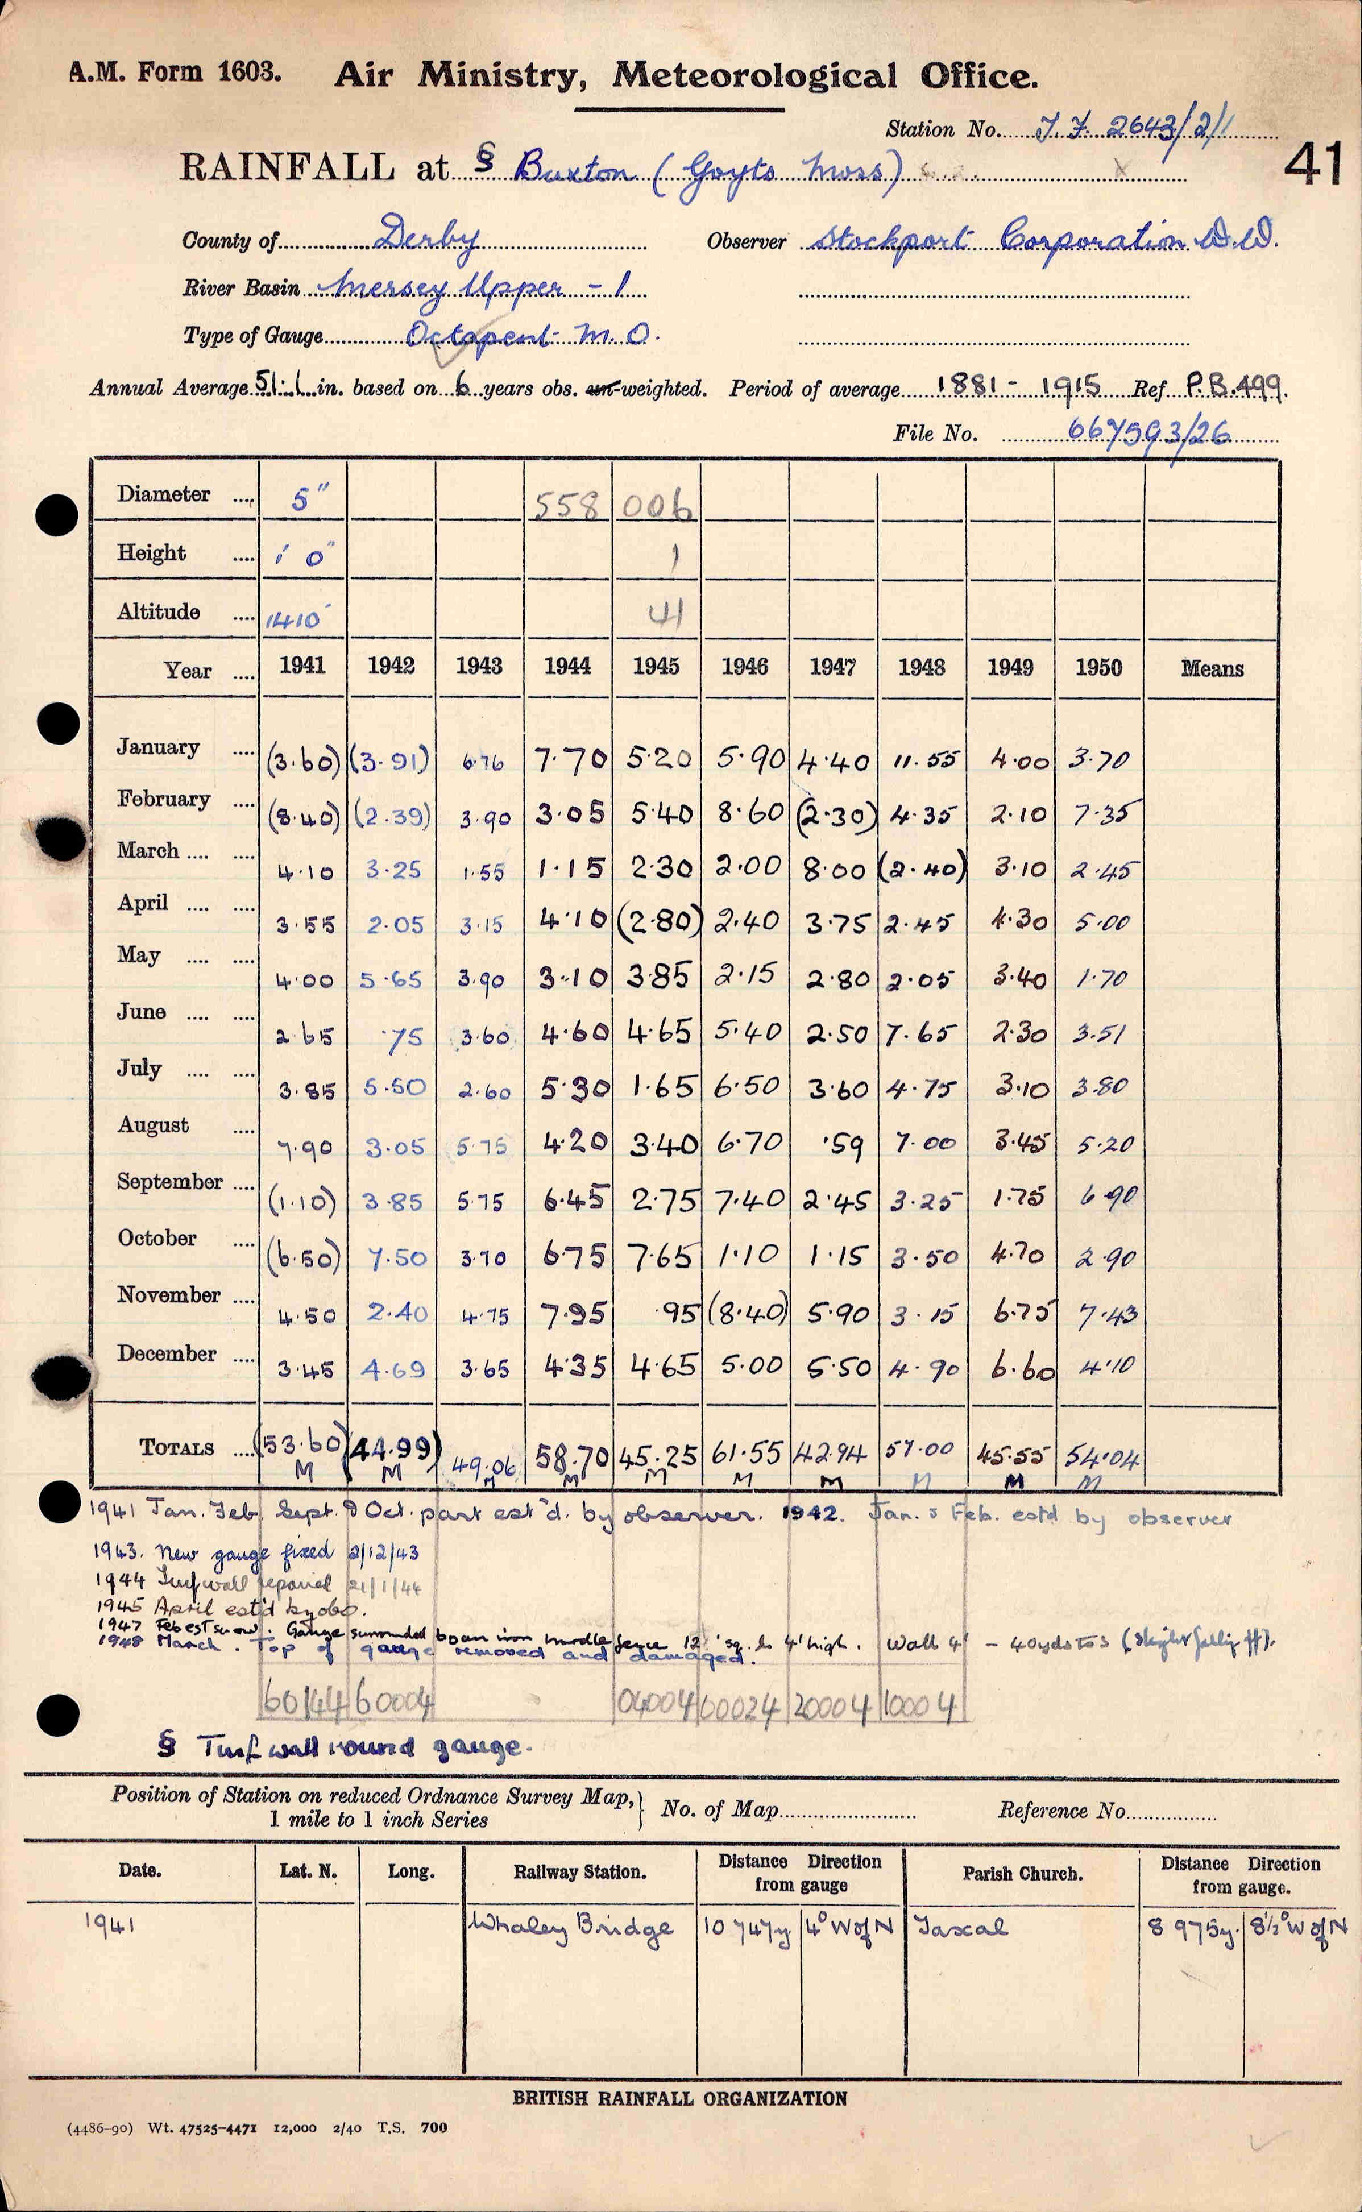 A.M. Form 1603. Air Ministry, Meteorological Office.
Station No. J.F. 2643/2/1
41
RAINFALL at § Buxton (Goyts Moss)
County of Derby Observer Stockport Corporation W.W.
River Basin Mersey Upper - 1
Type of Gauge Octapent M.O.
Annual Average 51.1 in. based on 6 years obs. un-weighted. Period of average 1881 - 1915 Ref P.B. 499.
File No. 667593/26
Diameter .... 5" 558 006
Height .... 1' 0" 1
Altitude .... 1410' 41
Year .... 1941 1942 1943 1944 1945 1946 1947 1948 1949 1950 Means
January .... (3.60) (3.91) 6.76 7.70 5.20 5.90 4.40 11.55 4.00 3.70
February .... (8.40) (2.39) 3.90 3.05 5.40 8.60 (2.30) 4.35 2.10 7.35
March .... .... 4.10 3.25 1.55 1.15 2.30 2.00 8.00 (2.40) 3.10 2.45
April .... .... 3.55 2.05 3.15 4.10 (2.80) 2.40 3.75 2.45 4.30 5.00
May .... .... 4.00 5.65 3.90 3.10 3.85 2.15 2.80 2.05 3.40 1.70
June .... .... 2.65 .75 3.60 4.60 4.65 5.40 2.50 7.65 2.30 3.51
July .... .... 3.85 5.50 2.60 5.30 1.65 6.50 3.60 4.75 3.10 3.80
August .... 7.90 3.05 5.75 4.20 3.40 6.70 .59 7.00 3.45 5.20
September .... (1.10) 3.85 5.75 6.45 2.75 7.40 2.45 3.25 1.75 6.90
October .... (6.50) 7.50 3.70 6.75 7.65 1.10 1.15 3.50 4.70 2.90
November .... 4.50 2.40 4.75 7.95 .95 (8.40) 5.90 3.15 6.75 7.43
December .... 3.45 4.69 3.65 4.35 4.65 5.00 5.50 4.90 6.60 4.10
TOTALS .... (53.60) (44.99) 49.06 58.70 45.25 61.55 42.94 57.00 45.55 54.04
M M M M M M M M M M
1941 Jan. Feb. Sept. & Oct. part est'd. by observer. 1942. Jan. & Feb. estd by observer
1943. New gauge fixed 2/12/43
1944 Turf wall repaired 21/1/44
1945 April est'd by obs.
1947 Feb est snow. Gauge surrounded by an iron hurdle fence 12' sq. & 4' high. Wall 4' - 40yds to S (slight falling off).
1948 March. Top of gauge removed and damaged.
60144 60004 04004 00024 20004 10004
§ Turf wall round gauge.
Position of Station on reduced Ordnance Survey Map, 1 mile to 1 inch Series } No. of Map Reference No.
Date. Lat. N. Long. Railway Station. Distance Direction from gauge Parish Church. Distance Direction from gauge.
1941 Whaley Bridge 10 747y 4° W of N Taxal 8 975y. 8½° W of N
BRITISH RAINFALL ORGANIZATION
(4486-90) Wt. 47525-4471 12,000 2/40 T.S. 700